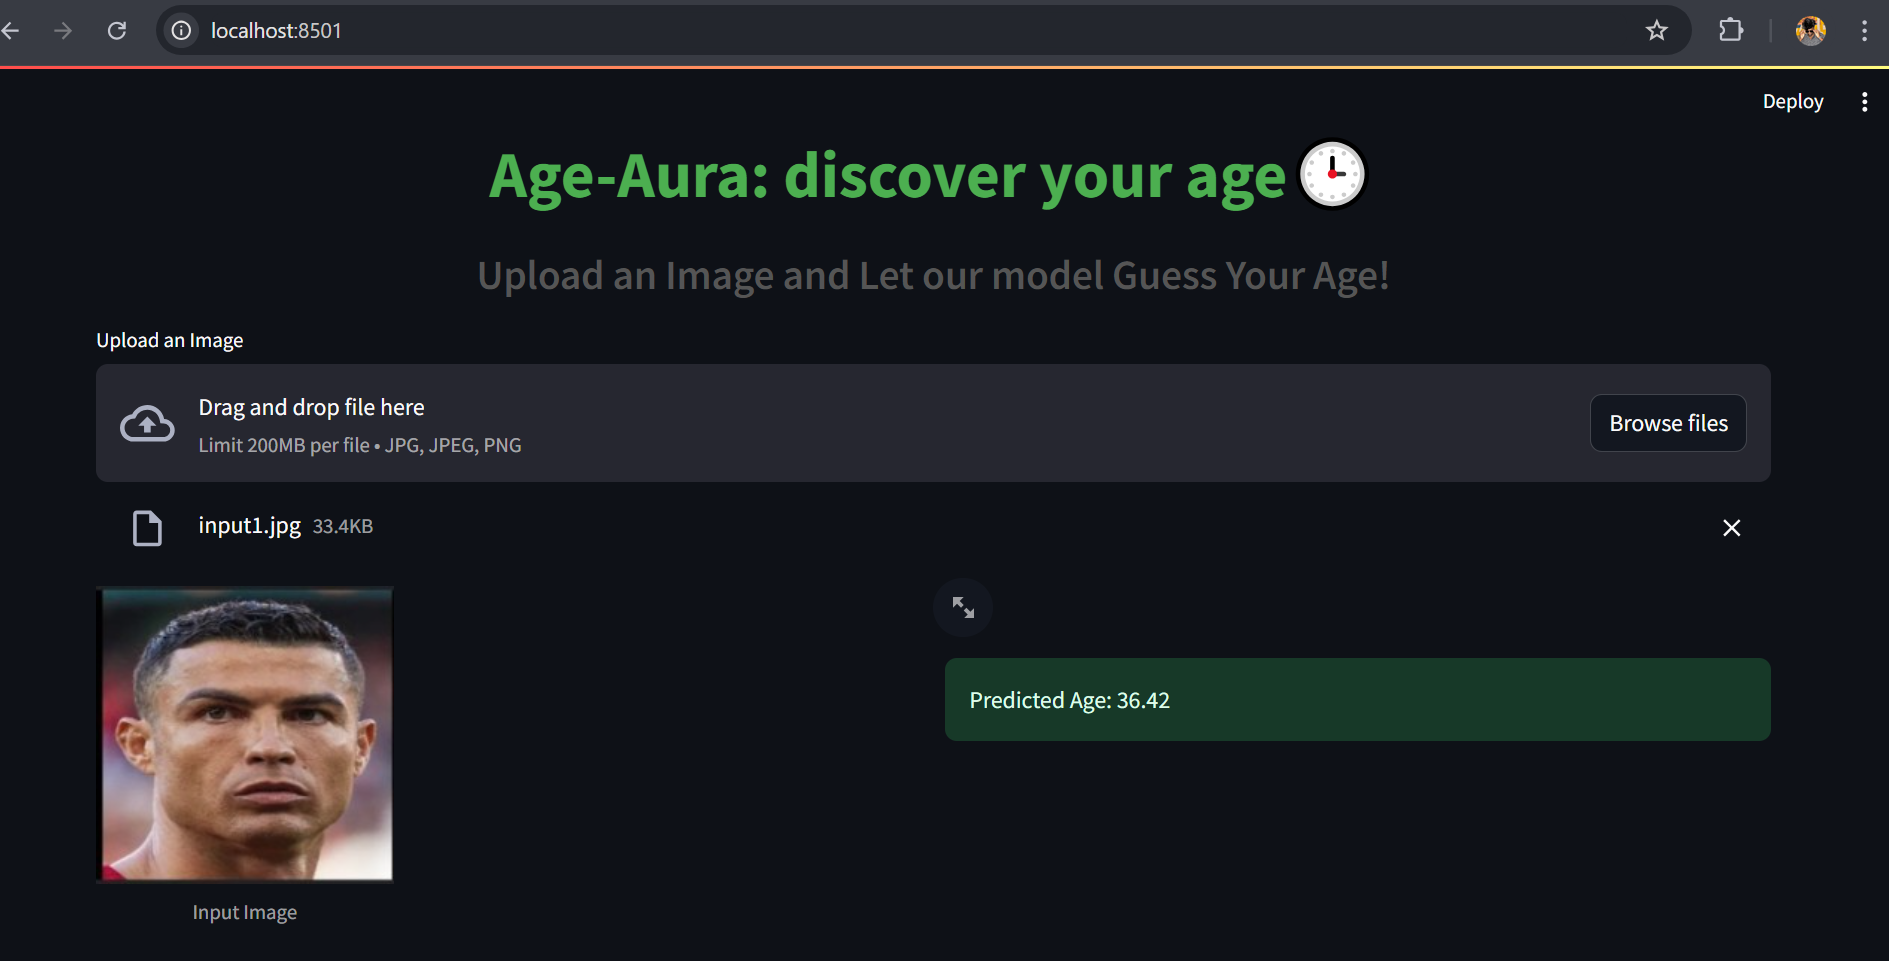 localhost:8501
Deploy
Age-Aura: discover your age
Upload an Image and Let our model Guess Your Age!
Upload an Image
Drag and drop file here
Limit 200MB per file • JPG, JPEG, PNG
Browse files
input1.jpg 33.4KB
Predicted Age: 36.42
Input Image